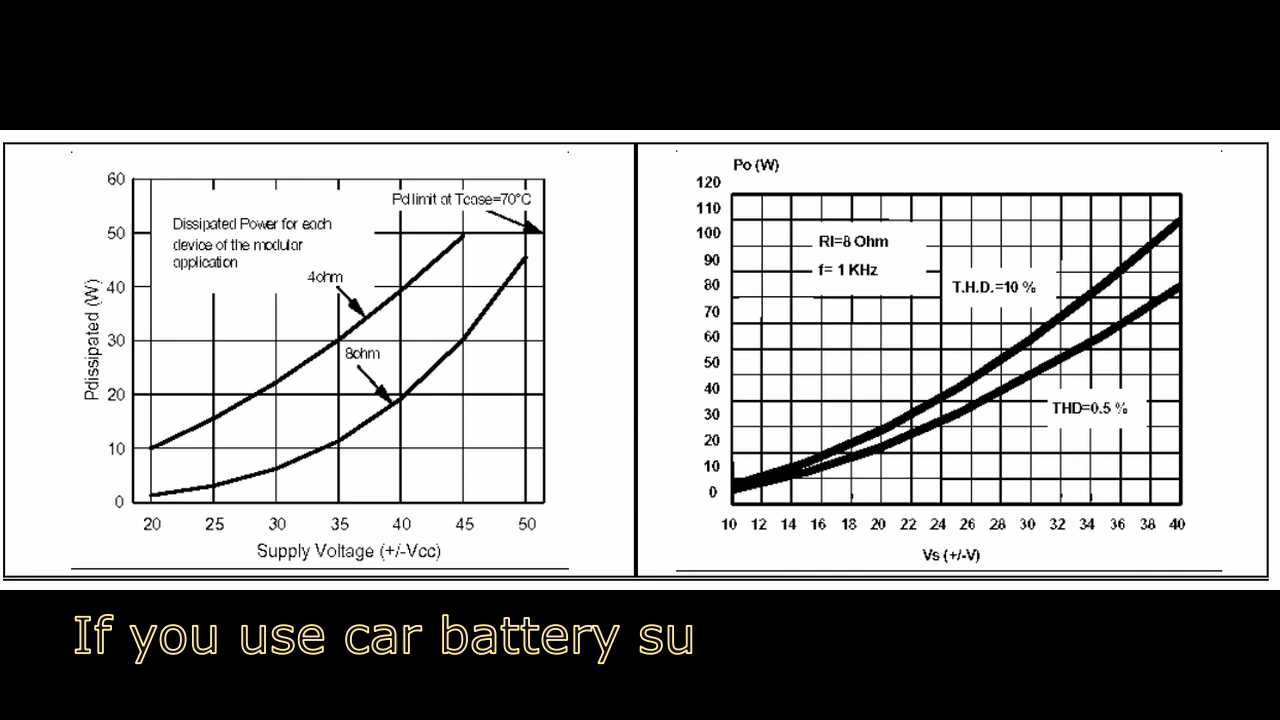 60
50
40
30
20
10
0
Pdissipated (W)
Pd limit at Tcase=70°C
Dissipated Power for each
device of the modular
application
4ohm
8ohm
20 25 30 35 40 45 50
Supply Voltage (+/-Vcc)
Po (W)
120
110
100
90
80
70
60
50
40
30
20
10
0
Rl=8 Ohm
f= 1 KHz
T.H.D.=10 %
THD=0.5 %
10 12 14 16 18 20 22 24 26 28 30 32 34 36 38 40
Vs (+/-V)
If you use car battery su